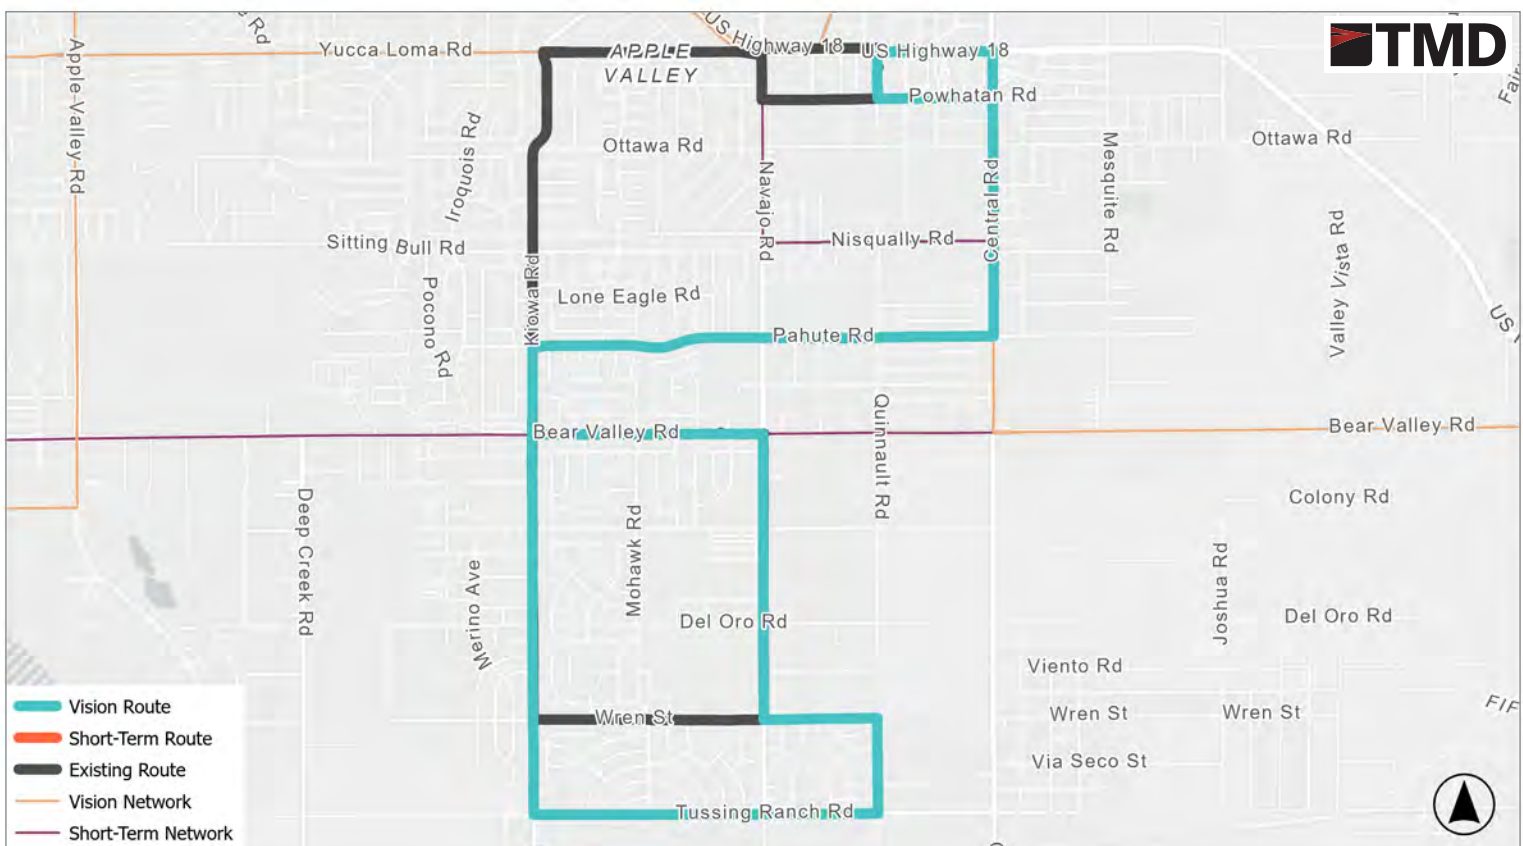 US Highway 18
TMD
Apple Valley Rd
Rd
Yucca Loma Rd
APPLE
VALLEY
US Highway 18
Powhatan Rd
Iroquois Rd
Ottawa Rd
Navajo Rd
Central Rd
Mesquite Rd
Ottawa Rd
Sitting Bull Rd
Nisqually Rd
Valley Vista Rd
Kiowa Rd
Lone Eagle Rd
Pocono Rd
Pahute Rd
US
Bear Valley Rd
Quinnault Rd
Bear Valley Rd
Deep Creek Rd
Mohawk Rd
Colony Rd
Merino Ave
Del Oro Rd
Joshua Rd
Del Oro Rd
Viento Rd
Wren St
Wren St
Wren St
Via Seco St
Tussing Ranch Rd
Vision Route
Short-Term Route
Existing Route
Vision Network
Short-Term Network